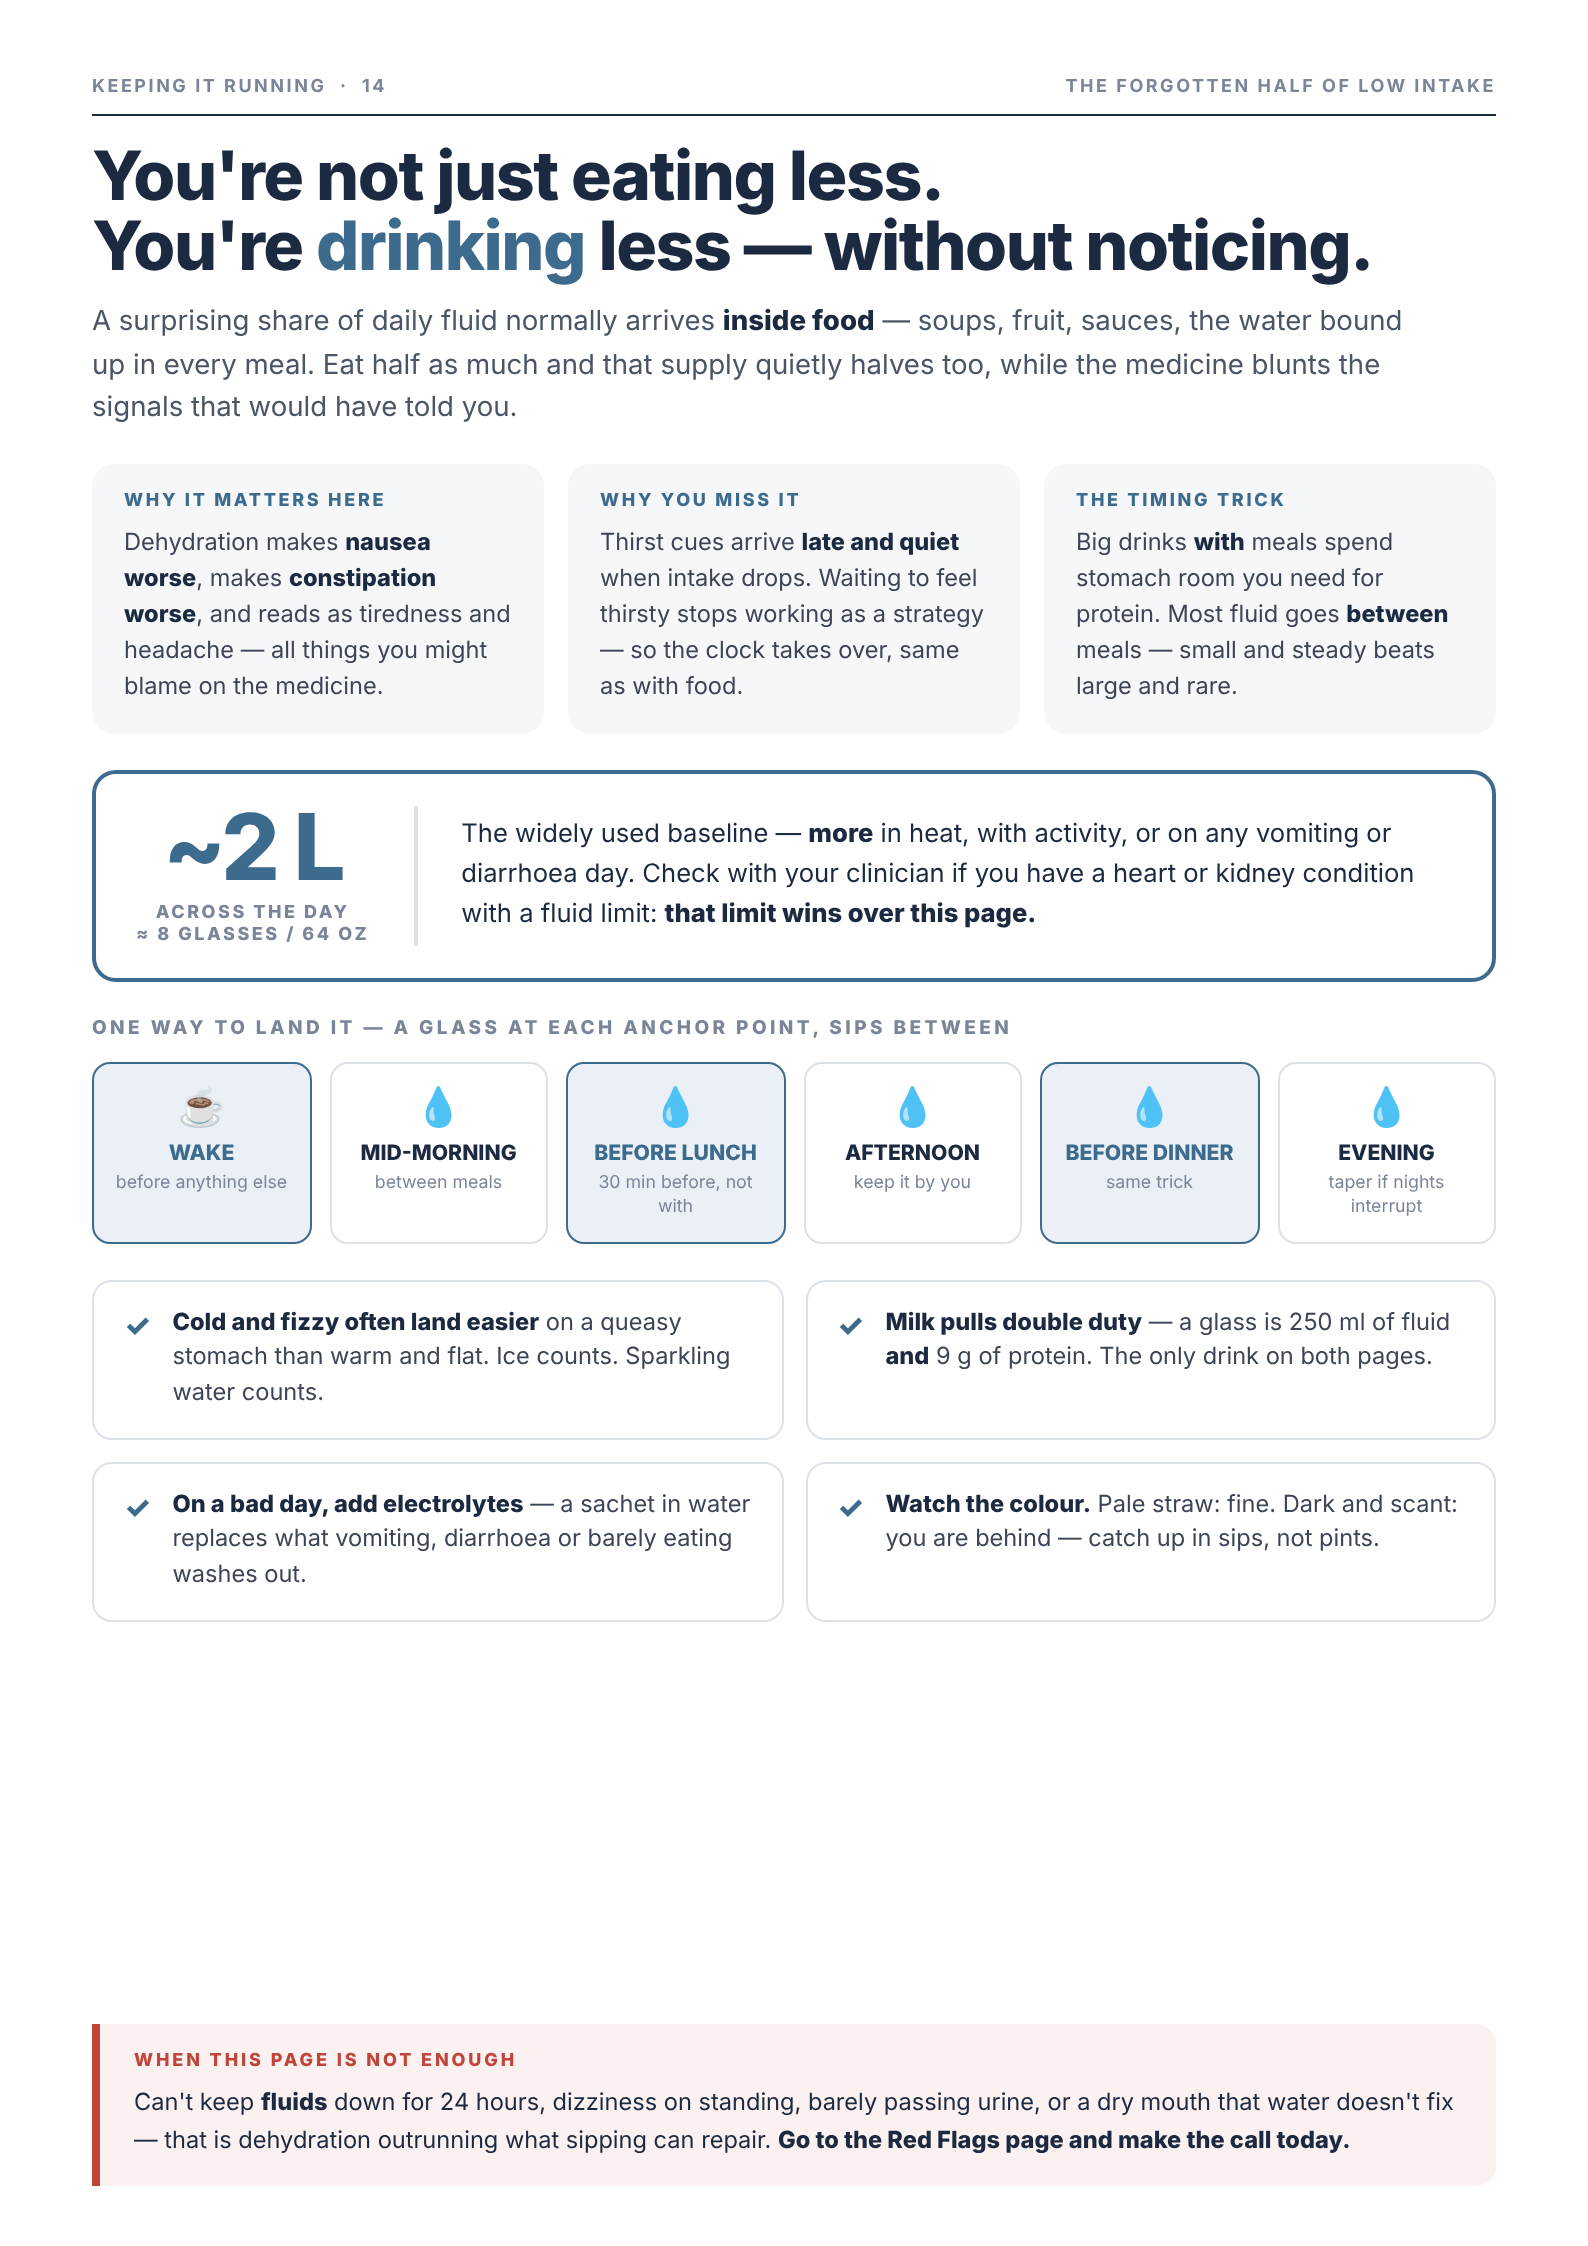 KEEPING IT RUNNING · 14
THE FORGOTTEN HALF OF LOW INTAKE
You're not just eating less.
You're drinking less — without noticing.
A surprising share of daily fluid normally arrives inside food — soups, fruit, sauces, the water bound
up in every meal. Eat half as much and that supply quietly halves too, while the medicine blunts the
signals that would have told you.
WHY IT MATTERS HERE
Dehydration makes nausea
worse, makes constipation
worse, and reads as tiredness and
headache — all things you might
blame on the medicine.
WHY YOU MISS IT
Thirst cues arrive late and quiet
when intake drops. Waiting to feel
thirsty stops working as a strategy
— so the clock takes over, same
as with food.
THE TIMING TRICK
Big drinks with meals spend
stomach room you need for
protein. Most fluid goes between
meals — small and steady beats
large and rare.
~2 L
ACROSS THE DAY
≈ 8 GLASSES / 64 OZ
The widely used baseline — more in heat, with activity, or on any vomiting or
diarrhoea day. Check with your clinician if you have a heart or kidney condition
with a fluid limit: that limit wins over this page.
ONE WAY TO LAND IT — A GLASS AT EACH ANCHOR POINT, SIPS BETWEEN
WAKE
before anything else
MID-MORNING
between meals
BEFORE LUNCH
30 min before, not
with
AFTERNOON
keep it by you
BEFORE DINNER
same trick
EVENING
taper if nights
interrupt
Cold and fizzy often land easier on a queasy
stomach than warm and flat. Ice counts. Sparkling
water counts.
Milk pulls double duty — a glass is 250 ml of fluid
and 9 g of protein. The only drink on both pages.
On a bad day, add electrolytes — a sachet in water
replaces what vomiting, diarrhoea or barely eating
washes out.
Watch the colour. Pale straw: fine. Dark and scant:
you are behind — catch up in sips, not pints.
WHEN THIS PAGE IS NOT ENOUGH
Can't keep fluids down for 24 hours, dizziness on standing, barely passing urine, or a dry mouth that water doesn't fix
— that is dehydration outrunning what sipping can repair. Go to the Red Flags page and make the call today.